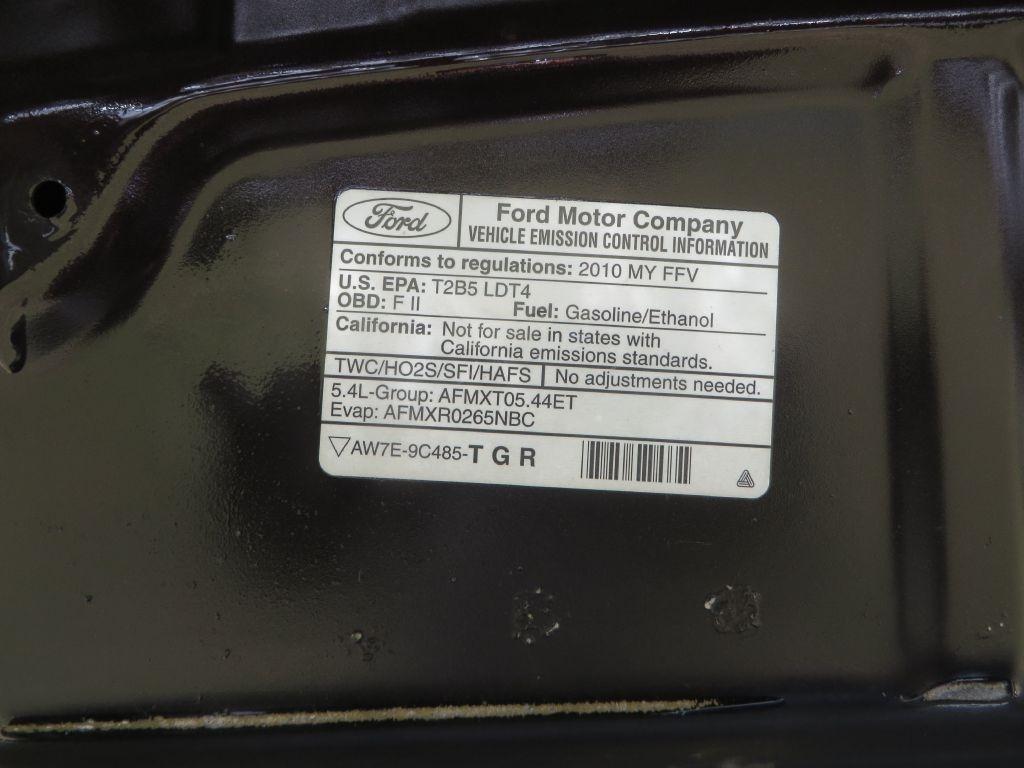 Ford
Ford Motor Company
VEHICLE EMISSION CONTROL INFORMATION
Conforms to regulations: 2010 MY FFV
U.S. EPA: T2B5 LDT4
OBD: F II Fuel: Gasoline/Ethanol
California: Not for sale in states with
California emissions standards.
TWC/HO2S/SFI/HAFS No adjustments needed.
5.4L-Group: AFMXT05.44ET
Evap: AFMXR0265NBC
AW7E-9C485-T G R